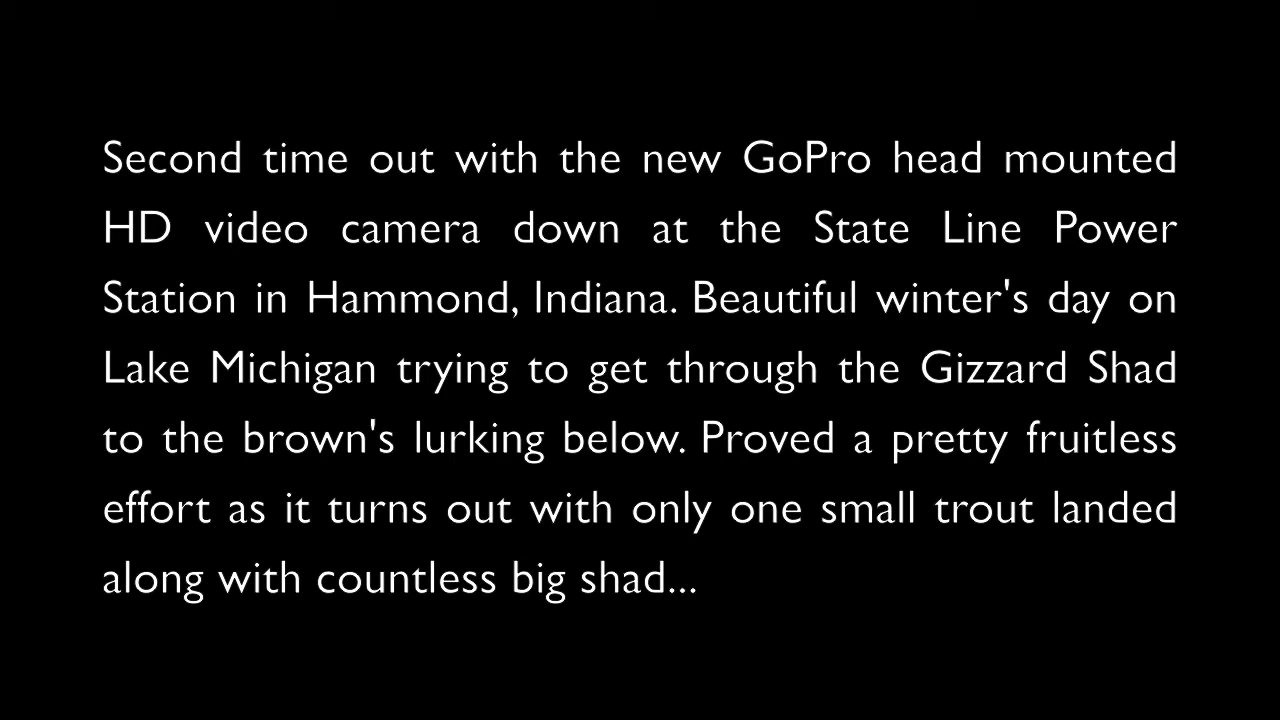 Second time out with the new GoPro head mounted
HD video camera down at the State Line Power
Station in Hammond, Indiana. Beautiful winter's day on
Lake Michigan trying to get through the Gizzard Shad
to the brown's lurking below. Proved a pretty fruitless
effort as it turns out with only one small trout landed
along with countless big shad...